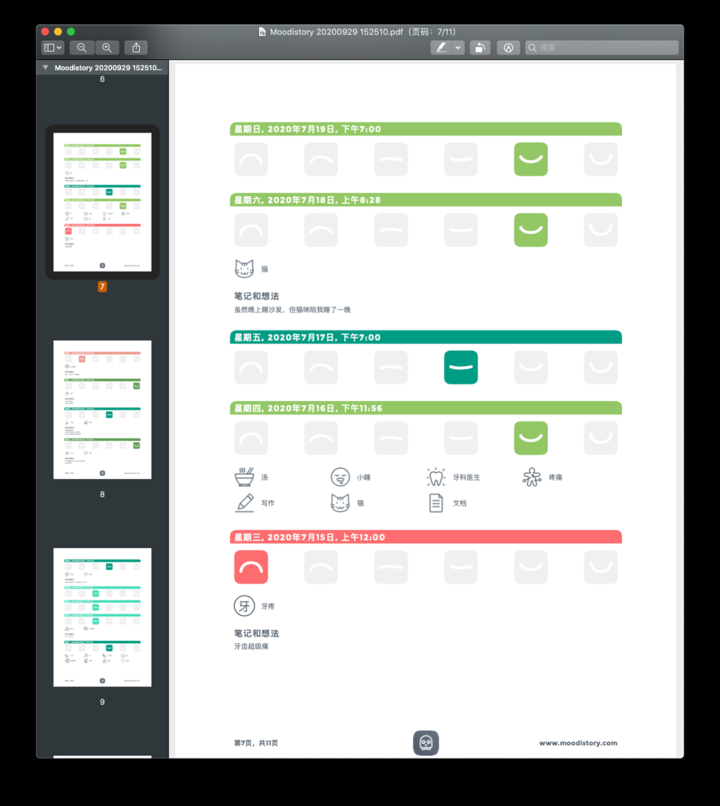 Moodistory 20200929 152510.pdf（页码：7/11）
搜索
Moodistory 20200929 152510...
6
7
8
9
星期日, 2020年7月19日, 下午7:00
星期六, 2020年7月18日, 上午8:28
猫
笔记和想法
虽然晚上睡沙发，但猫咪陪我睡了一晚
星期五, 2020年7月17日, 下午7:00
星期四, 2020年7月16日, 下午11:56
汤 小睡 牙科医生 疼痛
写作 猫 文档
星期三, 2020年7月15日, 上午12:00
牙 牙疼
笔记和想法
牙齿超级痛
第7页，共11页
www.moodistory.com